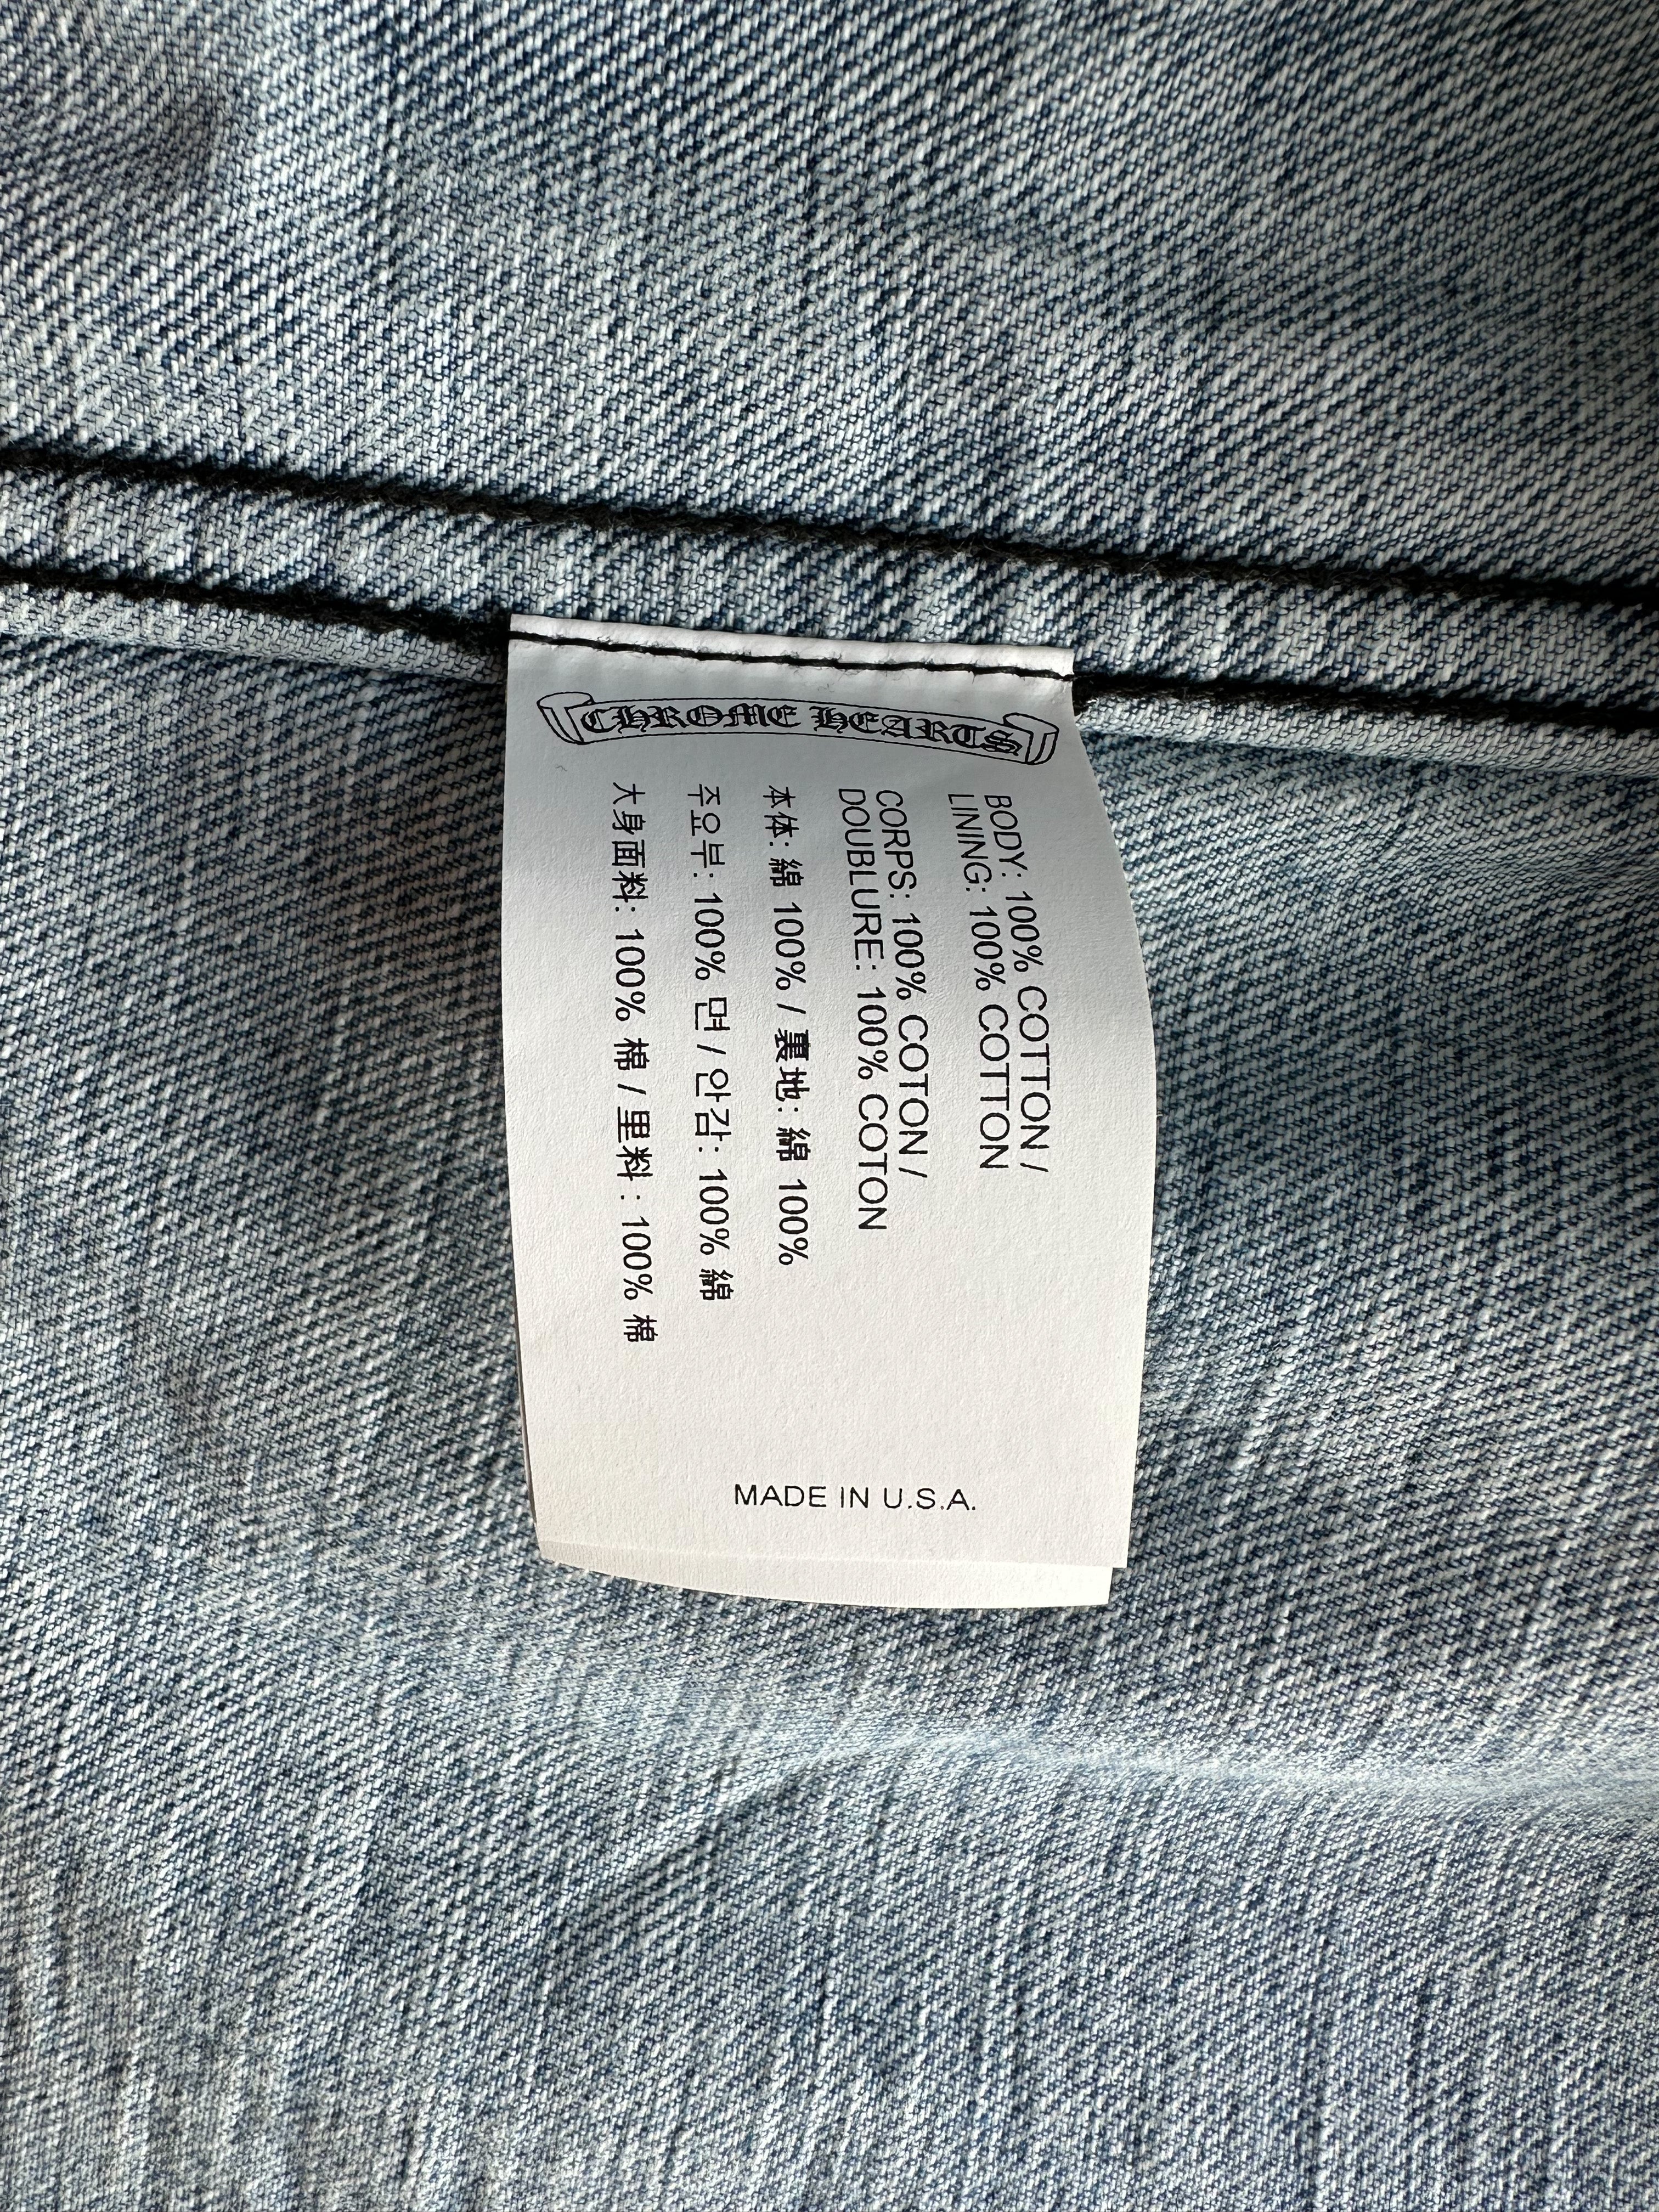 CHROME HEARTS
BODY: 100% COTTON /
LINING: 100% COTTON
CORPS: 100% COTON /
DOUBLURE: 100% COTON
本体: 綿 100% / 裏地: 綿 100%
주요부: 100% 면 / 안감: 100% 綿
大身面料: 100% 棉 / 里料 : 100% 棉
MADE IN U.S.A.